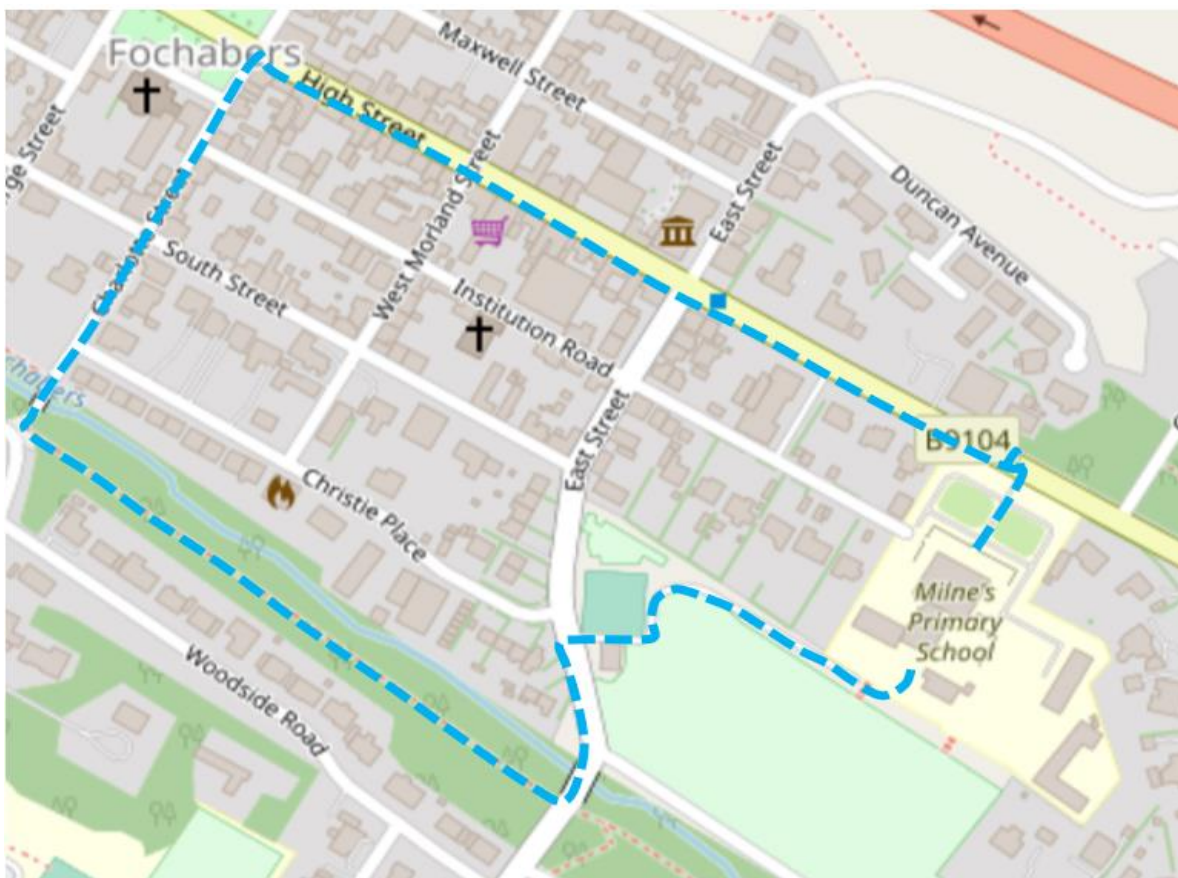 Fochabers
High Street
Maxwell Street
East Street
Duncan Avenue
West Morland Street
South Street
Institution Road
East Street
B9104
Christie Place
Milne's
Primary
School
Woodside Road